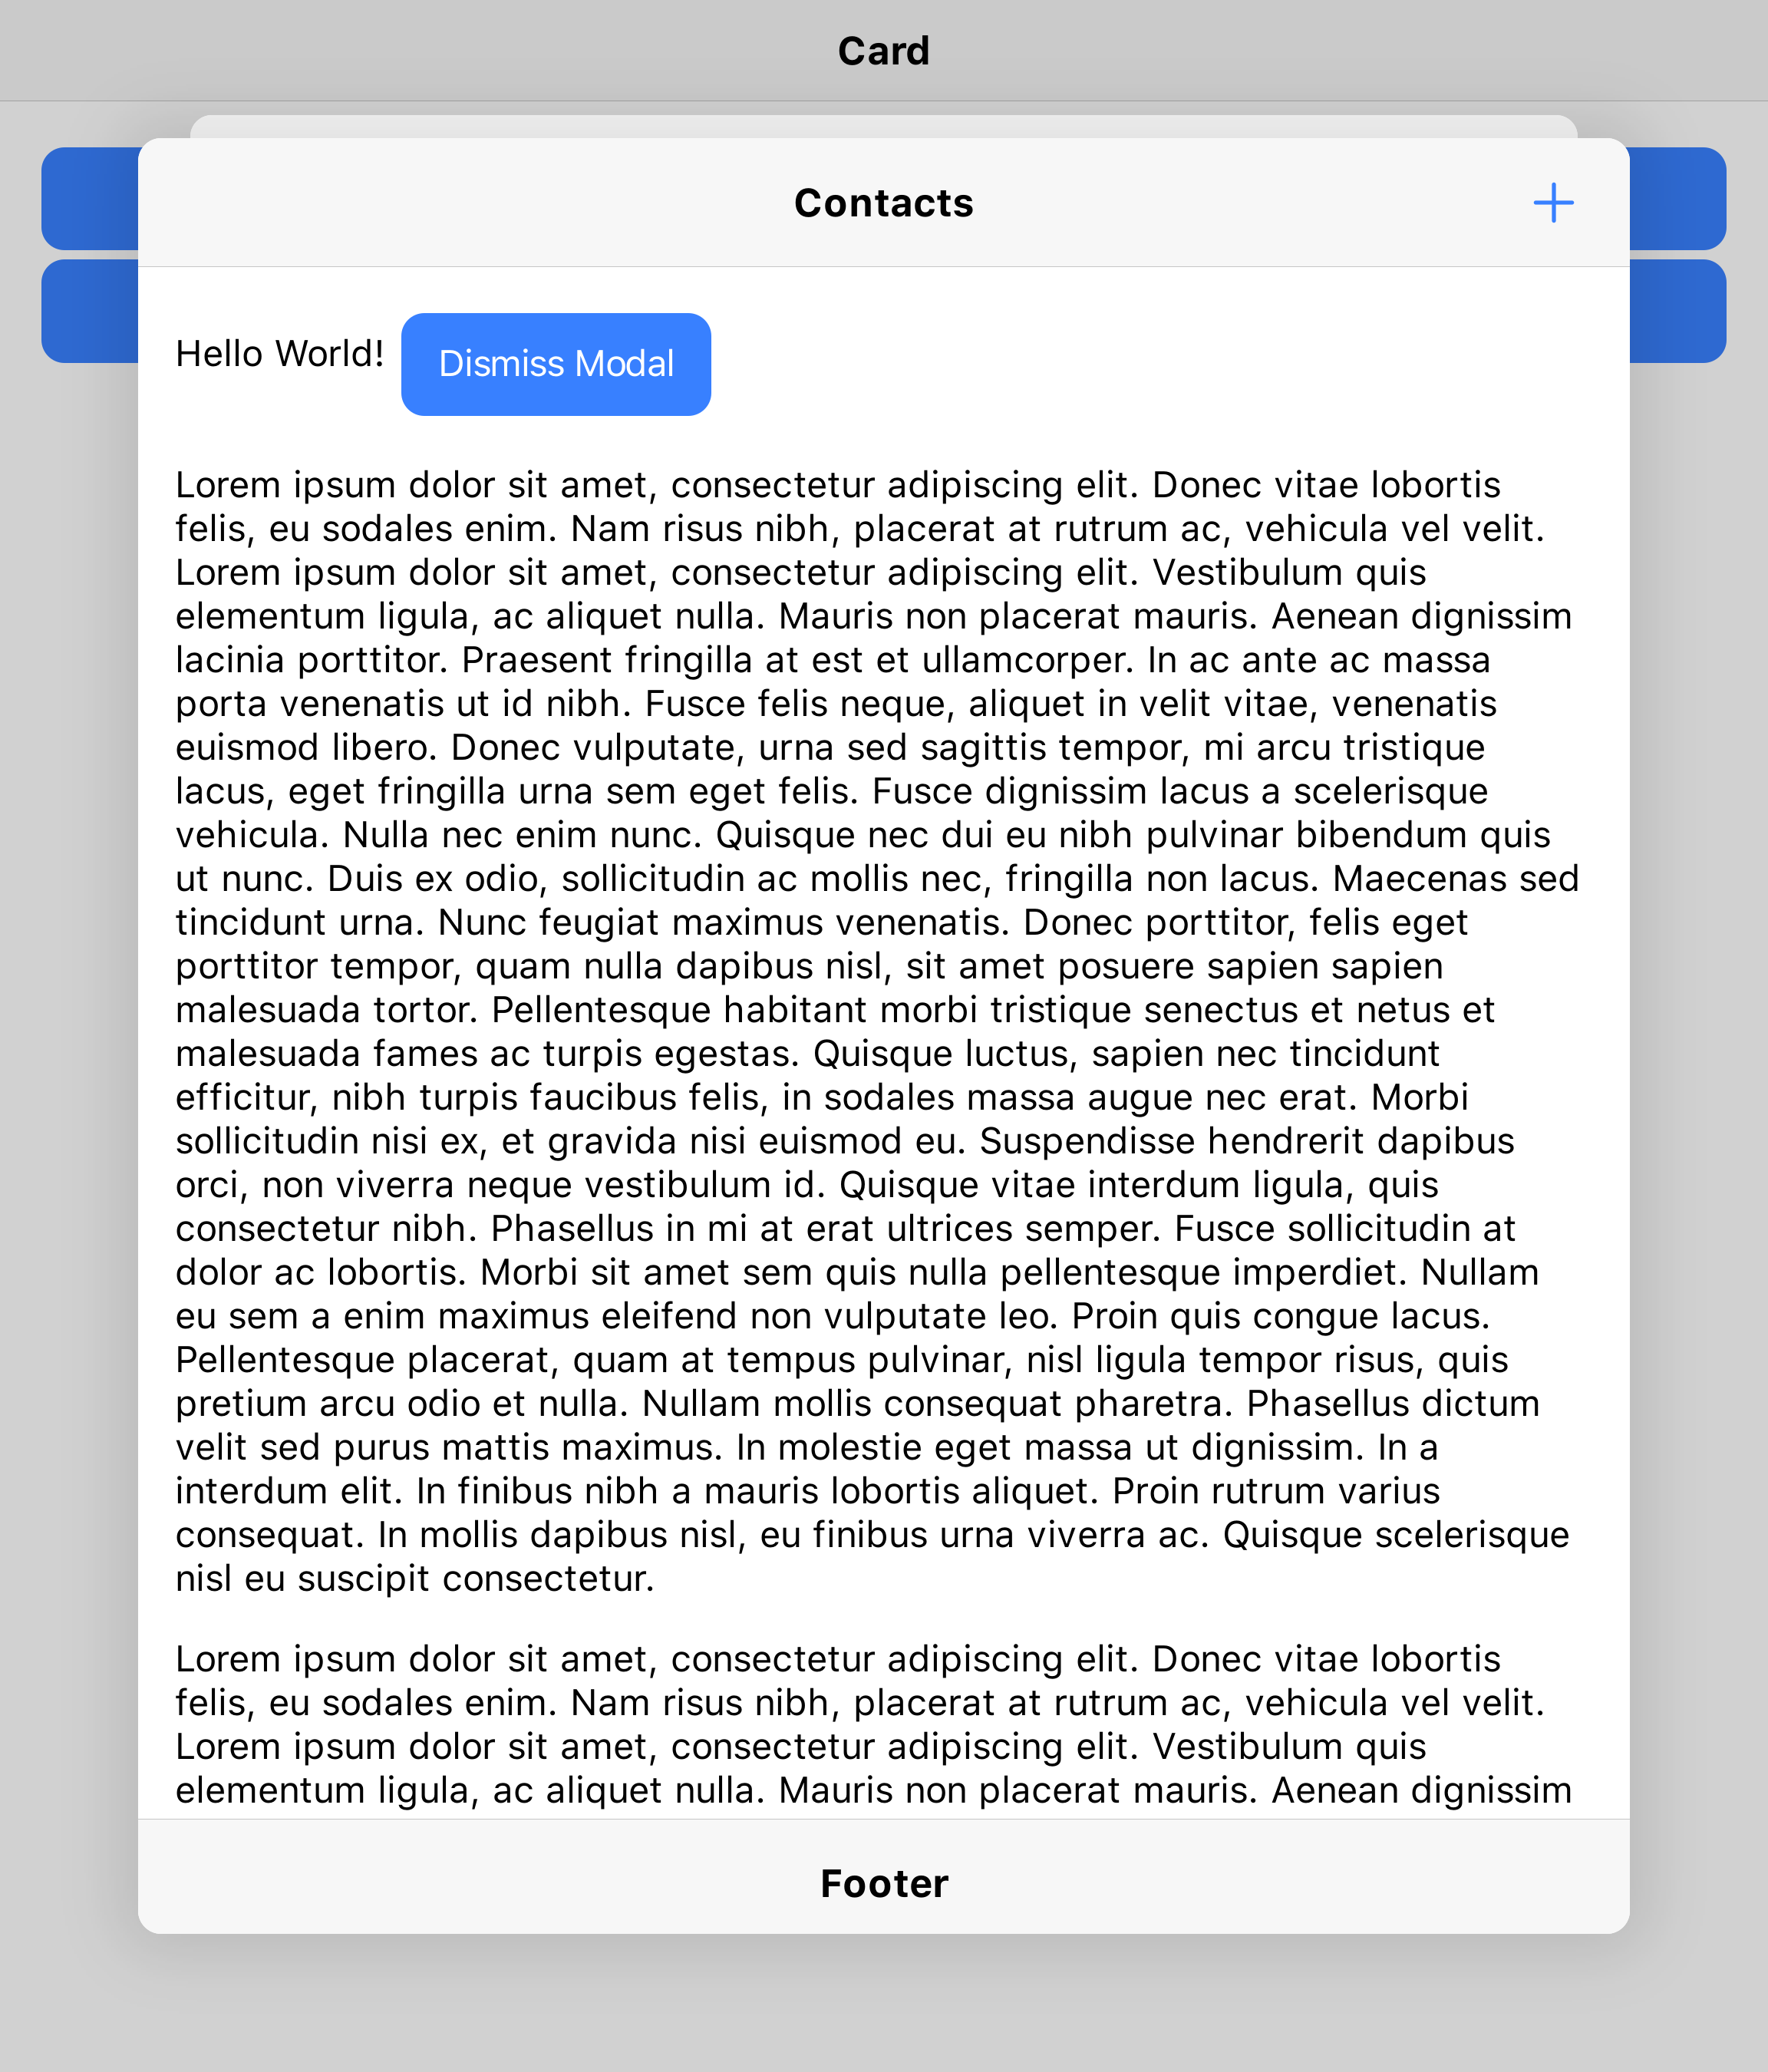 Card
Contacts
Hello World! Dismiss Modal
Lorem ipsum dolor sit amet, consectetur adipiscing elit. Donec vitae lobortis
felis, eu sodales enim. Nam risus nibh, placerat at rutrum ac, vehicula vel velit.
Lorem ipsum dolor sit amet, consectetur adipiscing elit. Vestibulum quis
elementum ligula, ac aliquet nulla. Mauris non placerat mauris. Aenean dignissim
lacinia porttitor. Praesent fringilla at est et ullamcorper. In ac ante ac massa
porta venenatis ut id nibh. Fusce felis neque, aliquet in velit vitae, venenatis
euismod libero. Donec vulputate, urna sed sagittis tempor, mi arcu tristique
lacus, eget fringilla urna sem eget felis. Fusce dignissim lacus a scelerisque
vehicula. Nulla nec enim nunc. Quisque nec dui eu nibh pulvinar bibendum quis
ut nunc. Duis ex odio, sollicitudin ac mollis nec, fringilla non lacus. Maecenas sed
tincidunt urna. Nunc feugiat maximus venenatis. Donec porttitor, felis eget
porttitor tempor, quam nulla dapibus nisl, sit amet posuere sapien sapien
malesuada tortor. Pellentesque habitant morbi tristique senectus et netus et
malesuada fames ac turpis egestas. Quisque luctus, sapien nec tincidunt
efficitur, nibh turpis faucibus felis, in sodales massa augue nec erat. Morbi
sollicitudin nisi ex, et gravida nisi euismod eu. Suspendisse hendrerit dapibus
orci, non viverra neque vestibulum id. Quisque vitae interdum ligula, quis
consectetur nibh. Phasellus in mi at erat ultrices semper. Fusce sollicitudin at
dolor ac lobortis. Morbi sit amet sem quis nulla pellentesque imperdiet. Nullam
eu sem a enim maximus eleifend non vulputate leo. Proin quis congue lacus.
Pellentesque placerat, quam at tempus pulvinar, nisl ligula tempor risus, quis
pretium arcu odio et nulla. Nullam mollis consequat pharetra. Phasellus dictum
velit sed purus mattis maximus. In molestie eget massa ut dignissim. In a
interdum elit. In finibus nibh a mauris lobortis aliquet. Proin rutrum varius
consequat. In mollis dapibus nisl, eu finibus urna viverra ac. Quisque scelerisque
nisl eu suscipit consectetur.
Lorem ipsum dolor sit amet, consectetur adipiscing elit. Donec vitae lobortis
felis, eu sodales enim. Nam risus nibh, placerat at rutrum ac, vehicula vel velit.
Lorem ipsum dolor sit amet, consectetur adipiscing elit. Vestibulum quis
elementum ligula, ac aliquet nulla. Mauris non placerat mauris. Aenean dignissim
Footer